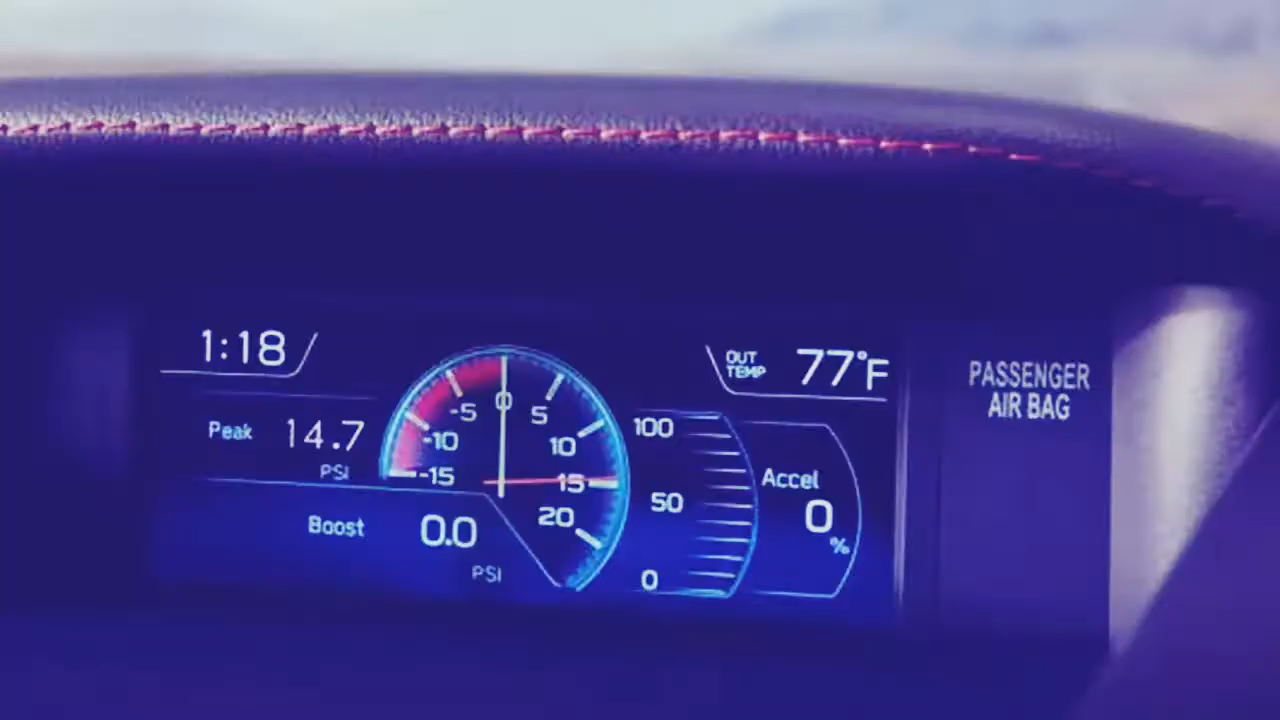 1:18
OUT
TEMP
77°F
PASSENGER
AIR BAG
Peak
14.7
PSI
-15
-10
-5
0
5
10
15
20
Boost
0.0
PSI
100
50
0
Accel
0
%